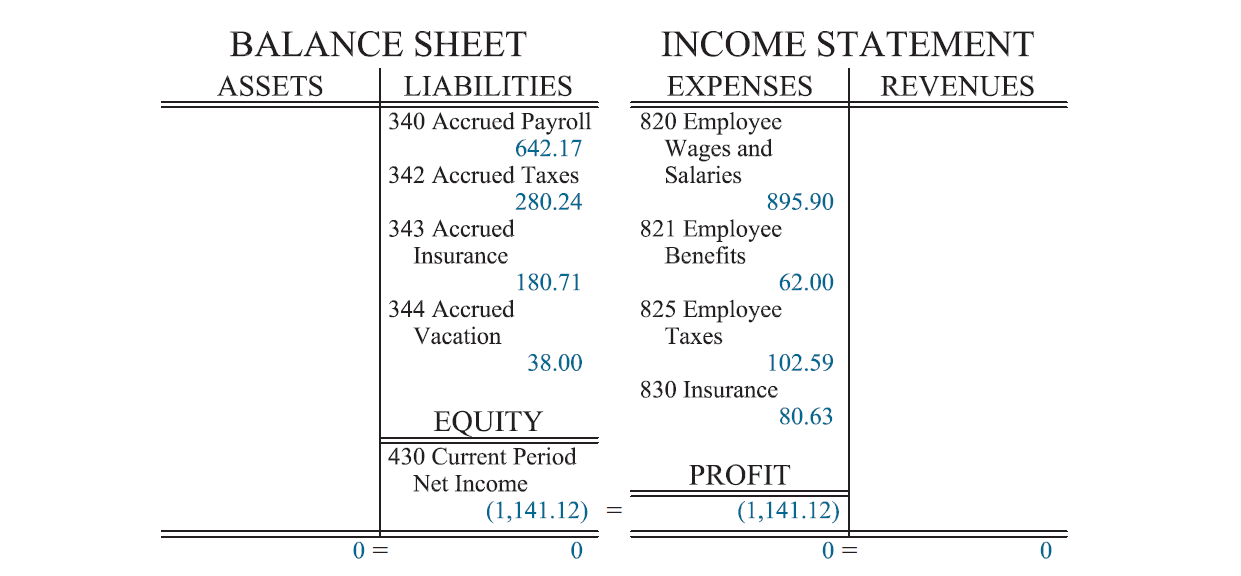 BALANCE SHEET
ASSETS
LIABILITIES
340 Accrued Payroll
642.17
342 Accrued Taxes
280.24
343 Accrued
Insurance
180.71
344 Accrued
Vacation
38.00
EQUITY
430 Current Period
Net Income
(1,141.12) =
0 =
0
INCOME STATEMENT
EXPENSES
REVENUES
820 Employee
Wages and
Salaries
895.90
821 Employee
Benefits
62.00
825 Employee
Taxes
102.59
830 Insurance
80.63
PROFIT
(1,141.12)
0 =
0